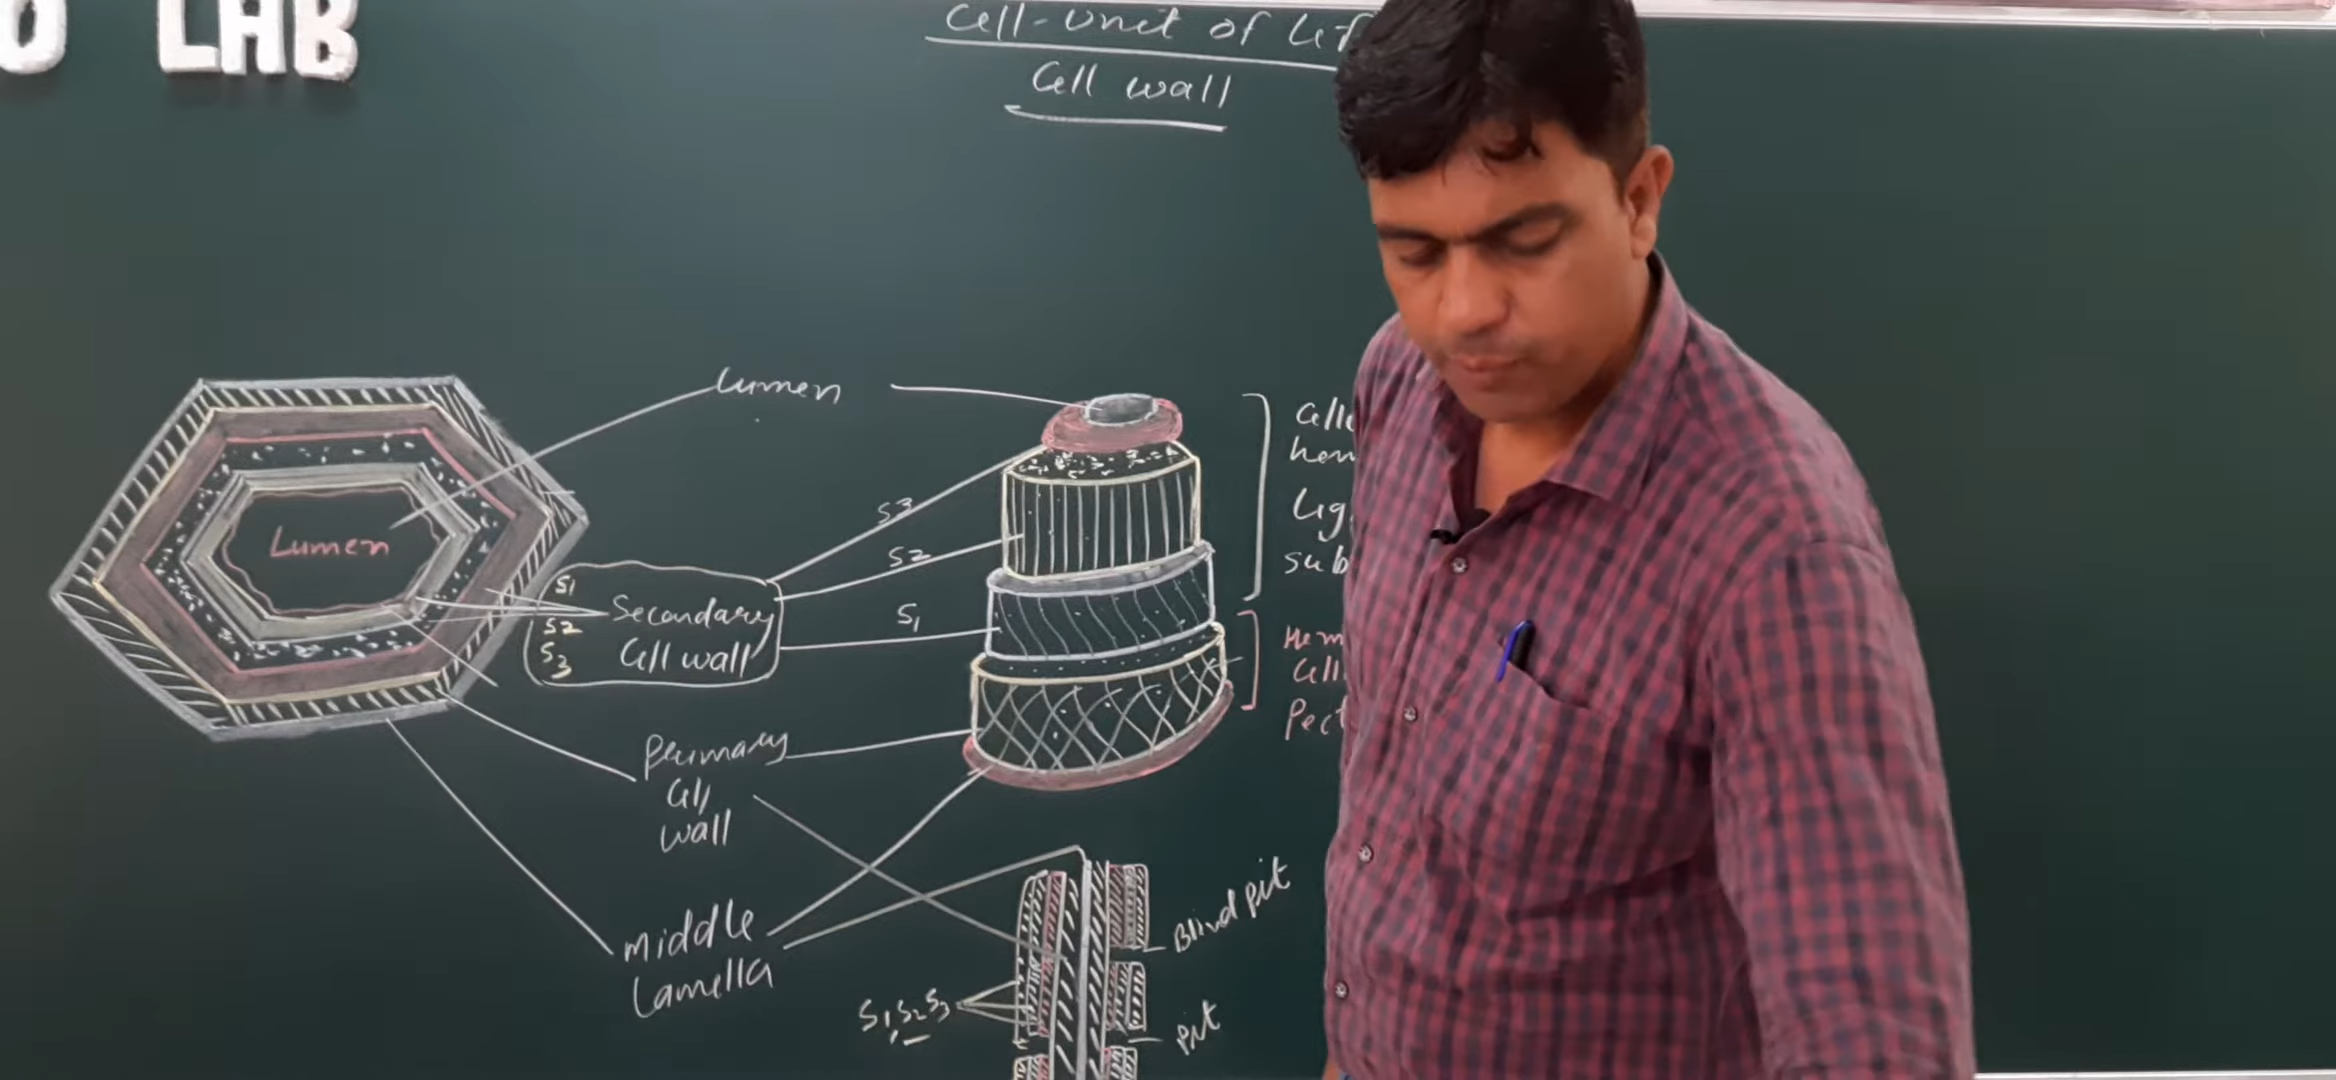 LAB
Cell-Unit of
Cell wall
Lumen
Lumen
S3
S2
S1
S1
S2
S3
Secondary
Cell wall
Primary
Cell
wall
Middle
Lamella
S1 S2 S3
Blind pit
Pit